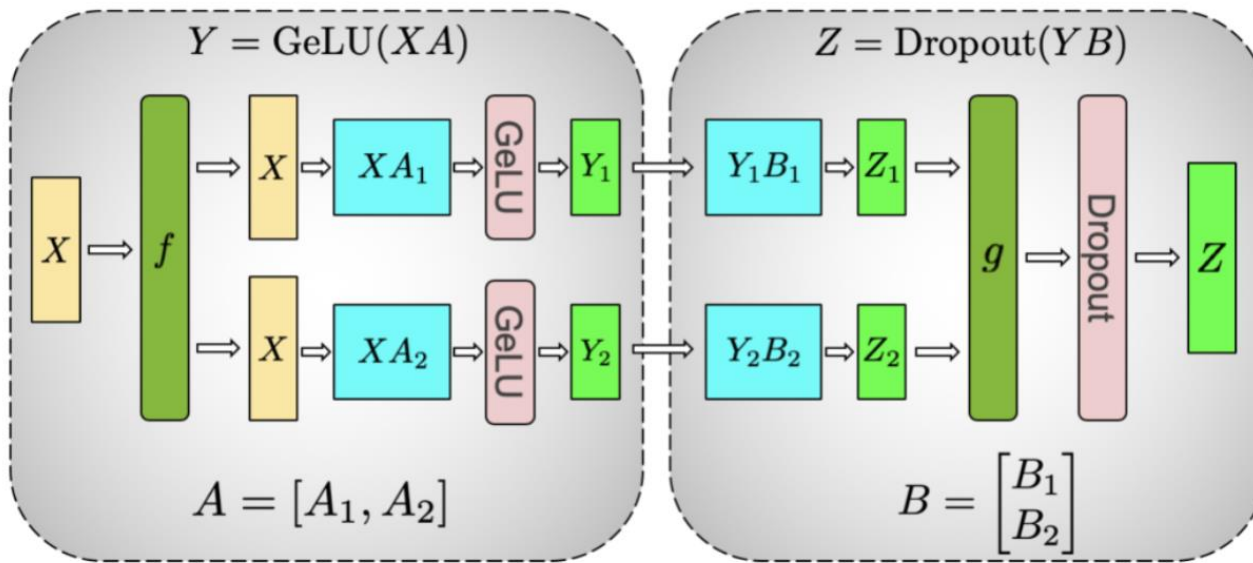 Y = GeLU(XA)
X
f
X
XA₁
GeLU
Y₁
X
XA₂
GeLU
Y₂
A = [A₁, A₂]
Z = Dropout(YB)
Y₁B₁
Z₁
Y₂B₂
Z₂
g
Dropout
Z
B = [B₁
B₂]